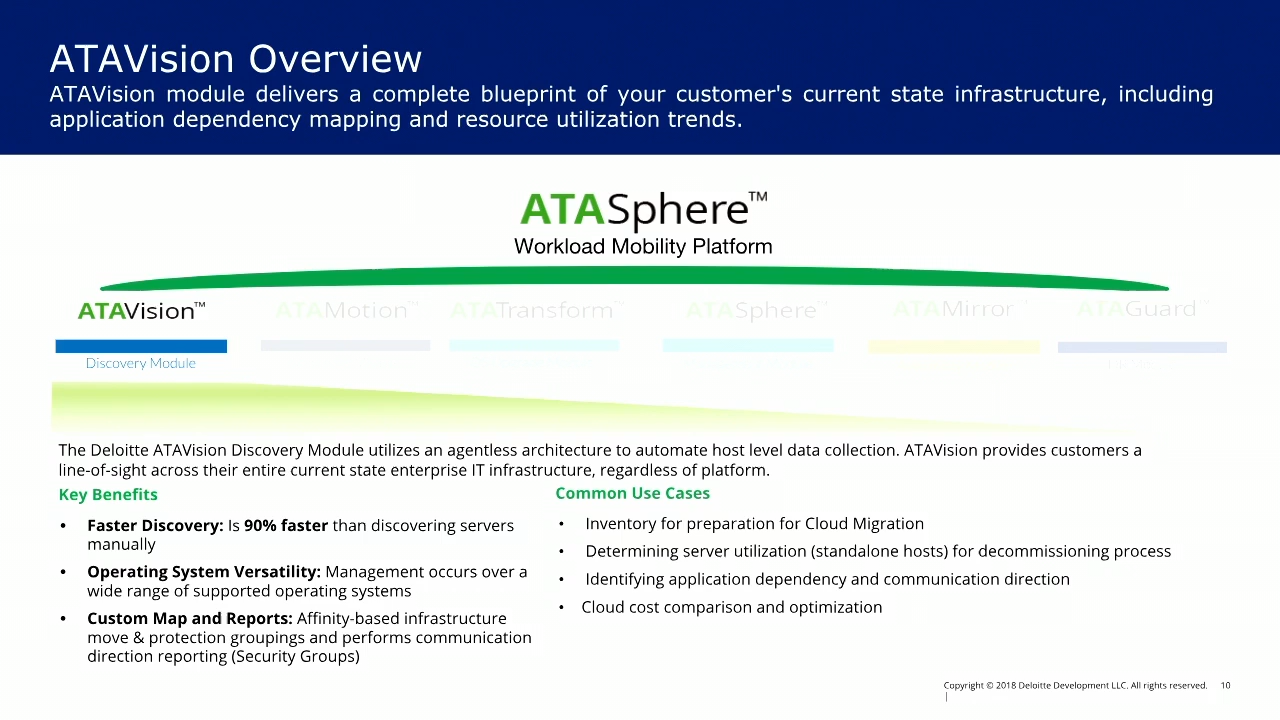 ATAVision Overview
ATAVision module delivers a complete blueprint of your customer's current state infrastructure, including
application dependency mapping and resource utilization trends.
ATASphere™
Workload Mobility Platform
ATAVision™ ATAMotion™ ATATransform™ ATASphere™ ATAMirror™ ATAGuard™
Discovery Module
The Deloitte ATAVision Discovery Module utilizes an agentless architecture to automate host level data collection. ATAVision provides customers a
line-of-sight across their entire current state enterprise IT infrastructure, regardless of platform.
Key Benefits
• Faster Discovery: Is 90% faster than discovering servers
manually
• Operating System Versatility: Management occurs over a
wide range of supported operating systems
• Custom Map and Reports: Affinity-based infrastructure
move & protection groupings and performs communication
direction reporting (Security Groups)
Common Use Cases
• Inventory for preparation for Cloud Migration
• Determining server utilization (standalone hosts) for decommissioning process
• Identifying application dependency and communication direction
• Cloud cost comparison and optimization
Copyright © 2018 Deloitte Development LLC. All rights reserved. 10
|